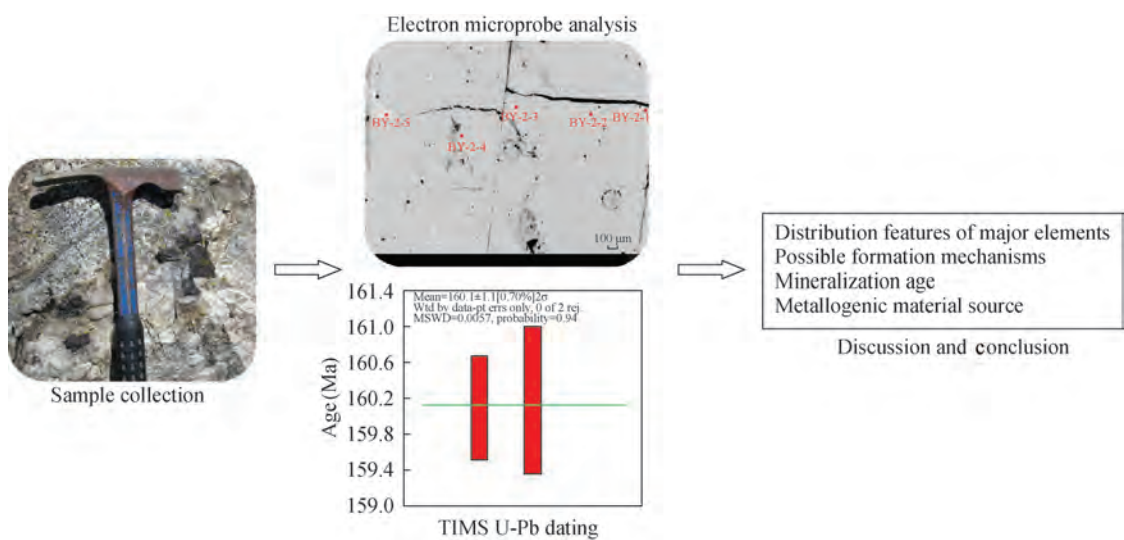 Electron microprobe analysis
BY-2-5
BY-2-4
BY-2-3
BY-2-2
BY-2-1
100 μm
Sample collection
161.4
161.0
160.6
160.2
159.8
159.4
159.0
Age (Ma)
Mean=160.1±1.1[0.70%]2σ
Wtd by data-pt errs only, 0 of 2 rej.
MSWD=0.0057, probability=0.94
TIMS U-Pb dating
Distribution features of major elements
Possible formation mechanisms
Mineralization age
Metallogenic material source
Discussion and conclusion